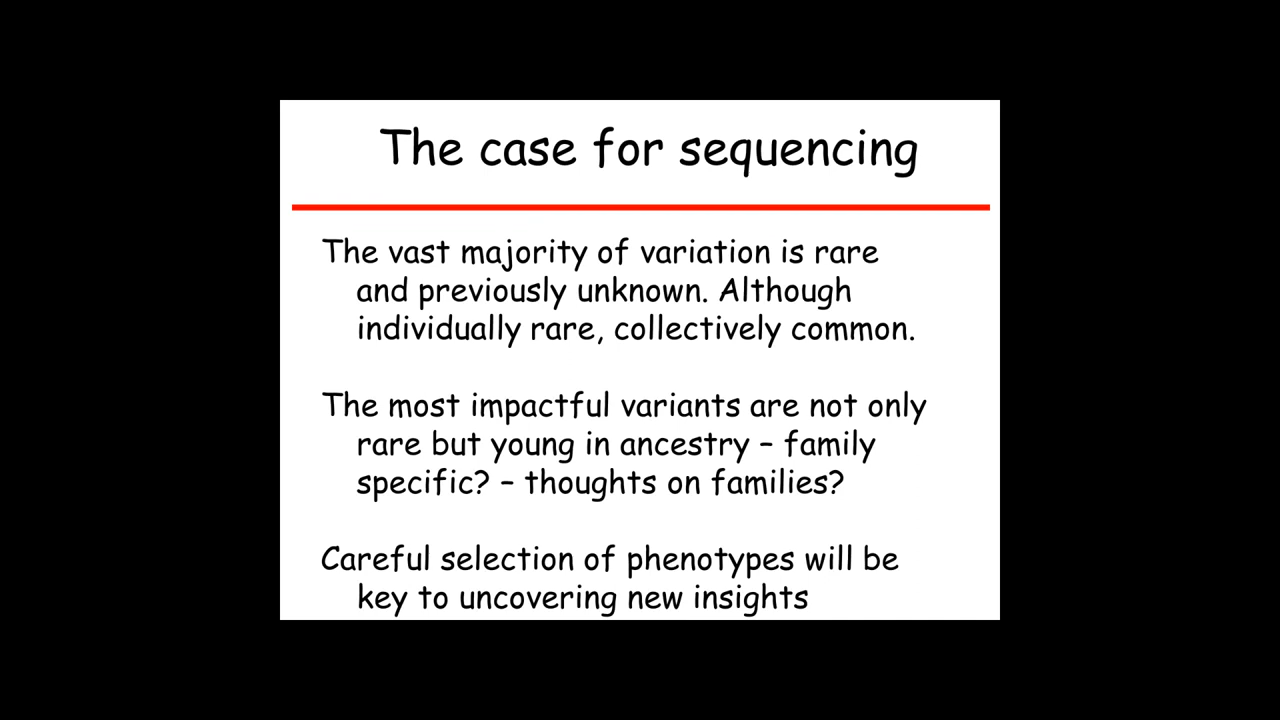 The case for sequencing
The vast majority of variation is rare
and previously unknown. Although
individually rare, collectively common.
The most impactful variants are not only
rare but young in ancestry – family
specific? – thoughts on families?
Careful selection of phenotypes will be
key to uncovering new insights